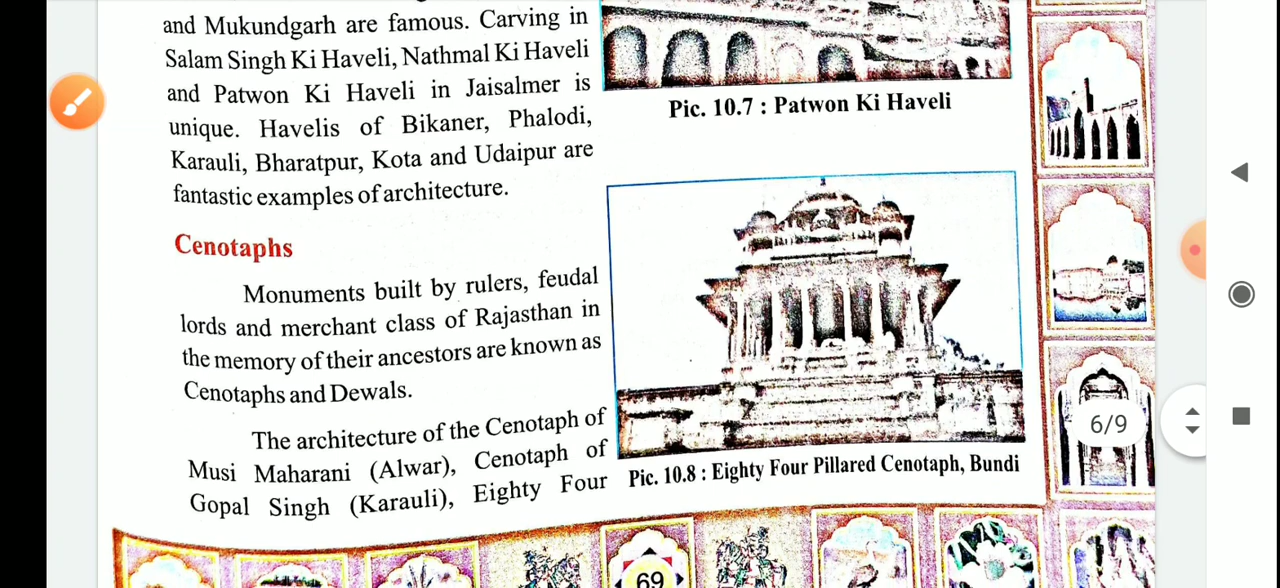 and Mukundgarh are famous. Carving in
Salam Singh Ki Haveli, Nathmal Ki Haveli
and Patwon Ki Haveli in Jaisalmer is
unique. Havelis of Bikaner, Phalodi,
Karauli, Bharatpur, Kota and Udaipur are
fantastic examples of architecture.
Pic. 10.7 : Patwon Ki Haveli
Cenotaphs
Monuments built by rulers, feudal
lords and merchant class of Rajasthan in
the memory of their ancestors are known as
Cenotaphs and Dewals.
The architecture of the Cenotaph of
Musi Maharani (Alwar), Cenotaph of
Gopal Singh (Karauli), Eighty Four
Pic. 10.8 : Eighty Four Pillared Cenotaph, Bundi
6/9
69